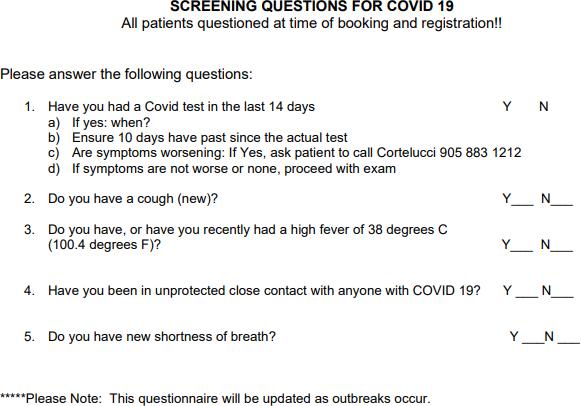 SCREENING QUESTIONS FOR COVID 19
All patients questioned at time of booking and registration!!
Please answer the following questions:
1. Have you had a Covid test in the last 14 days Y N
a) If yes: when?
b) Ensure 10 days have past since the actual test
c) Are symptoms worsening: If Yes, ask patient to call Cortelucci 905 883 1212
d) If symptoms are not worse or none, proceed with exam
2. Do you have a cough (new)? Y___ N___
3. Do you have, or have you recently had a high fever of 38 degrees C
(100.4 degrees F)? Y___ N___
4. Have you been in unprotected close contact with anyone with COVID 19? Y ___ N___
5. Do you have new shortness of breath? Y ___N ___
*****Please Note: This questionnaire will be updated as outbreaks occur.